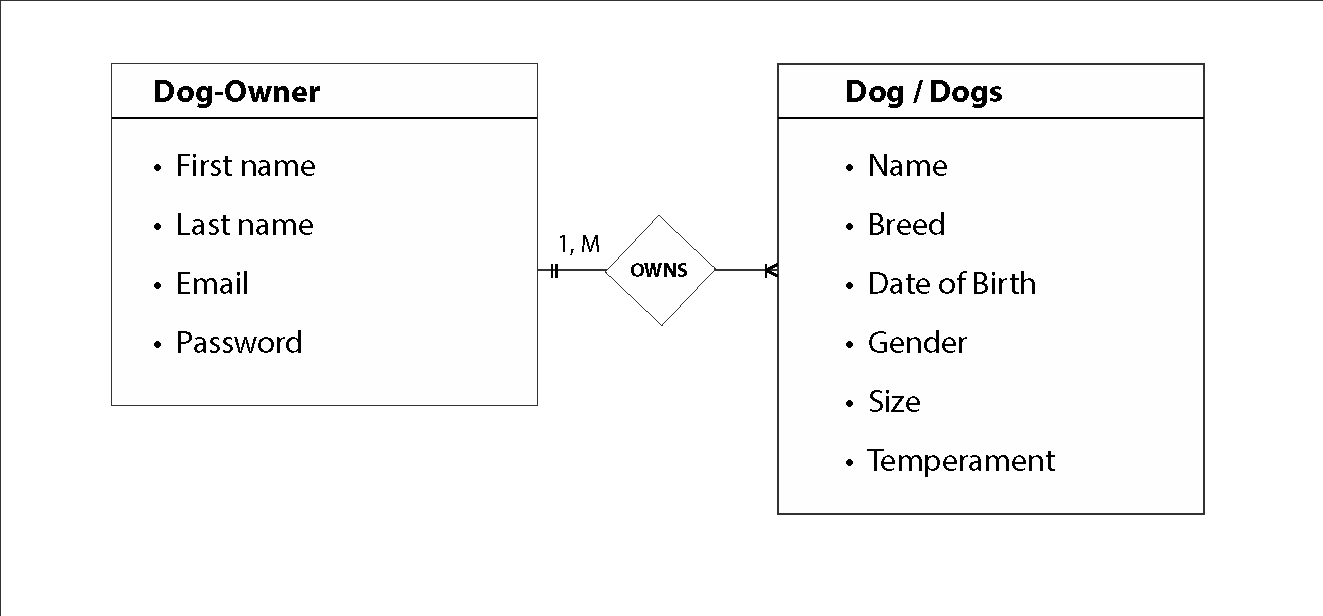 Dog-Owner
• First name
• Last name
• Email
• Password
1, M
OWNS
Dog / Dogs
• Name
• Breed
• Date of Birth
• Gender
• Size
• Temperament